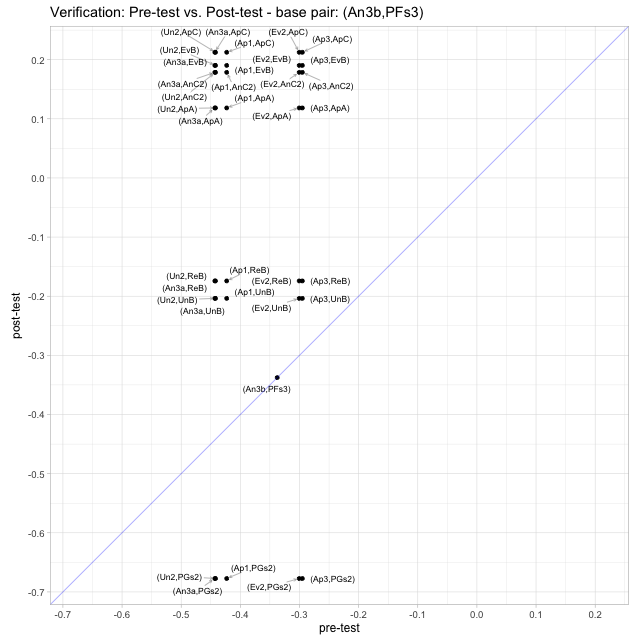 Verification: Pre-test vs. Post-test - base pair: (An3b,PFs3)
(Un2,ApC)
(An3a,ApC)
(Ev2,ApC)
(Ap3,ApC)
(Un2,EvB)
(Ap1,ApC)
(An3a,EvB)
(Ev2,EvB)
(Ap3,EvB)
(Ap1,EvB)
(An3a,AnC2)
(Ap1,AnC2)
(Ev2,AnC2)
(Ap3,AnC2)
(Un2,AnC2)
(Ap1,ApA)
(Un2,ApA)
(Ap3,ApA)
(An3a,ApA)
(Ev2,ApA)
(Un2,ReB)
(Ap1,ReB)
(An3a,ReB)
(Ev2,ReB)
(Ap3,ReB)
(Un2,UnB)
(Ap1,UnB)
(Ap3,UnB)
(An3a,UnB)
(Ev2,UnB)
(An3b,PFs3)
(Un2,PGs2)
(Ap1,PGs2)
(Ap3,PGs2)
(An3a,PGs2)
(Ev2,PGs2)
0.2
0.1
0.0
-0.1
-0.2
-0.3
-0.4
-0.5
-0.6
-0.7
post-test
-0.7 -0.6 -0.5 -0.4 -0.3 -0.2 -0.1 0.0 0.1 0.2
pre-test